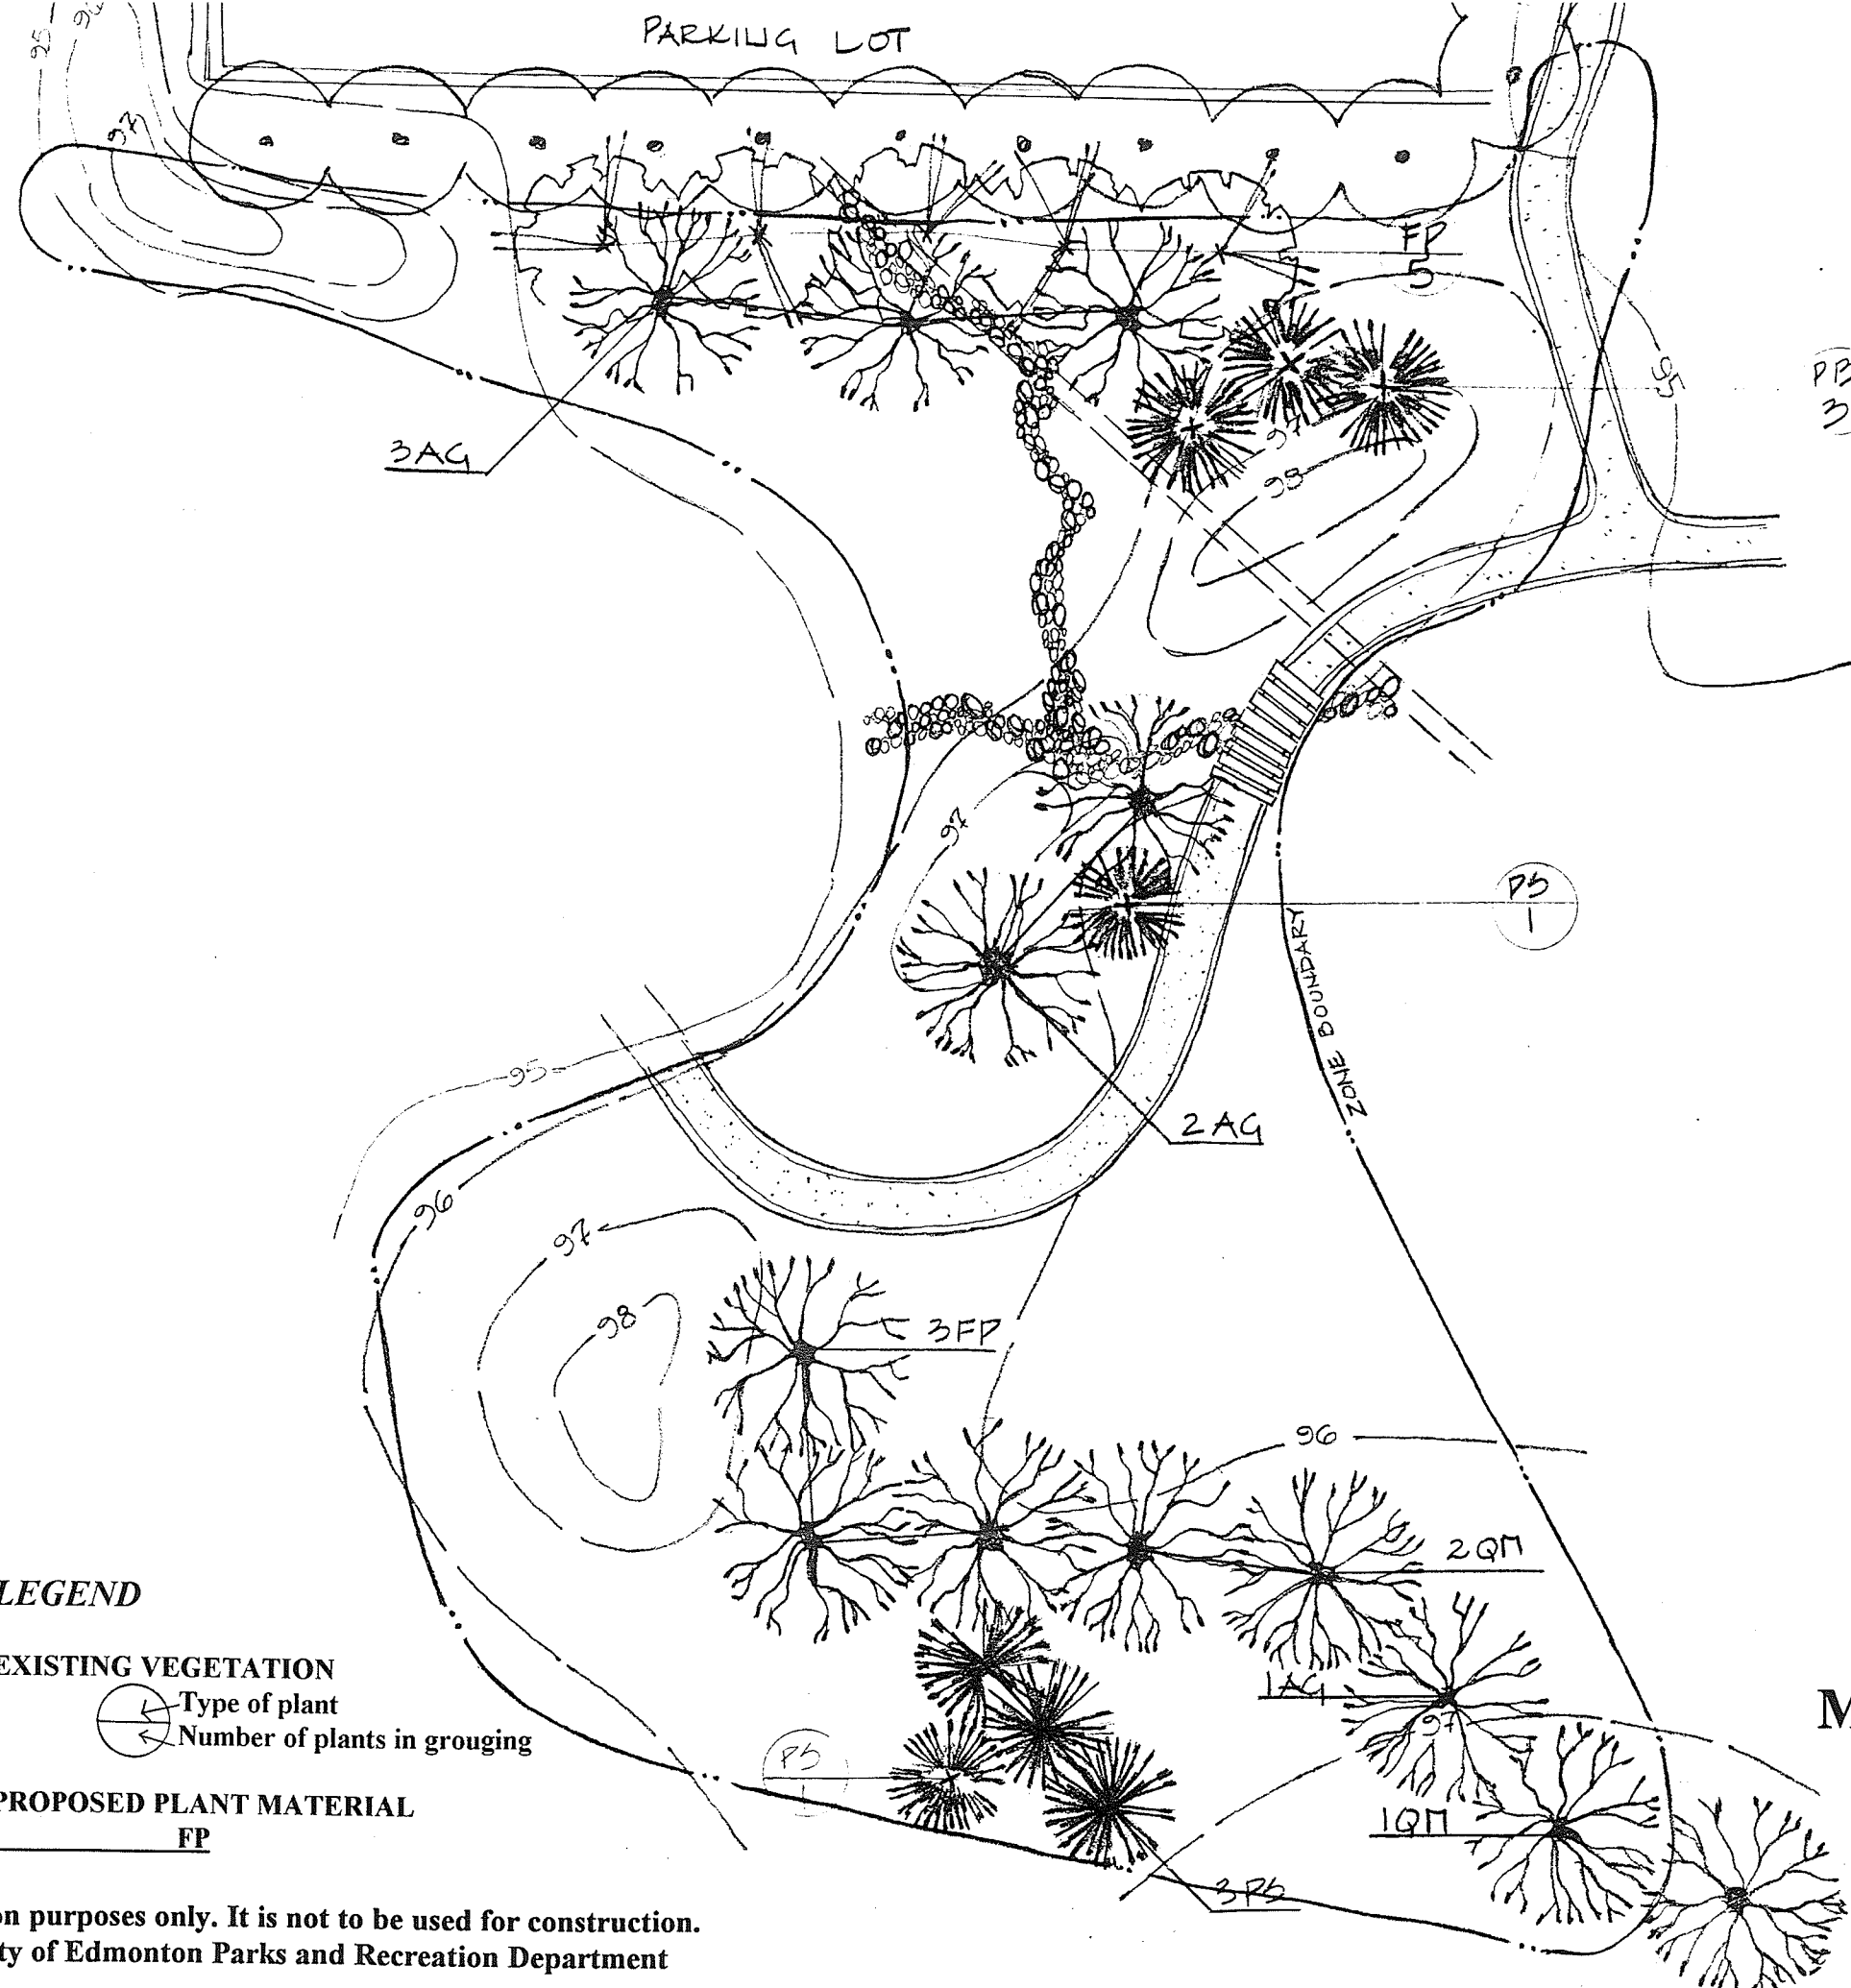 PARKING LOT
95
96
97
FP
5
95
PB
3
3AG
97
98
97
PS
1
ZONE BOUNDARY
95
2AG
96
97
98
3FP
96
2QM
1AG
97
PS
1
1QM
3PS
LEGEND
EXISTING VEGETATION
Type of plant
Number of plants in grouging
PROPOSED PLANT MATERIAL
FP
M
on purposes only. It is not to be used for construction.
ty of Edmonton Parks and Recreation Department